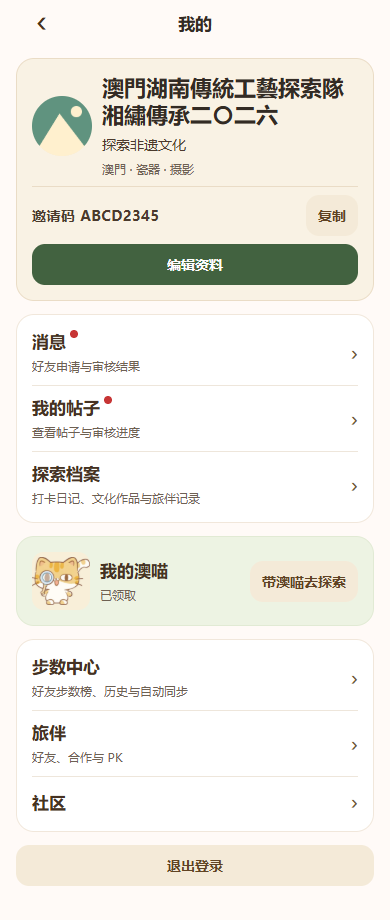 我的
澳門湖南傳統工藝探索隊
湘繡傳承二〇二六
探索非遗文化
澳門 · 瓷器 · 摄影
邀请码 ABCD2345
复制
编辑资料
消息
好友申请与审核结果
我的帖子
查看帖子与审核进度
探索档案
打卡日记、文化作品与旅伴记录
我的澳喵
已领取
带澳喵去探索
步数中心
好友步数榜、历史与自动同步
旅伴
好友、合作与 PK
社区
退出登录